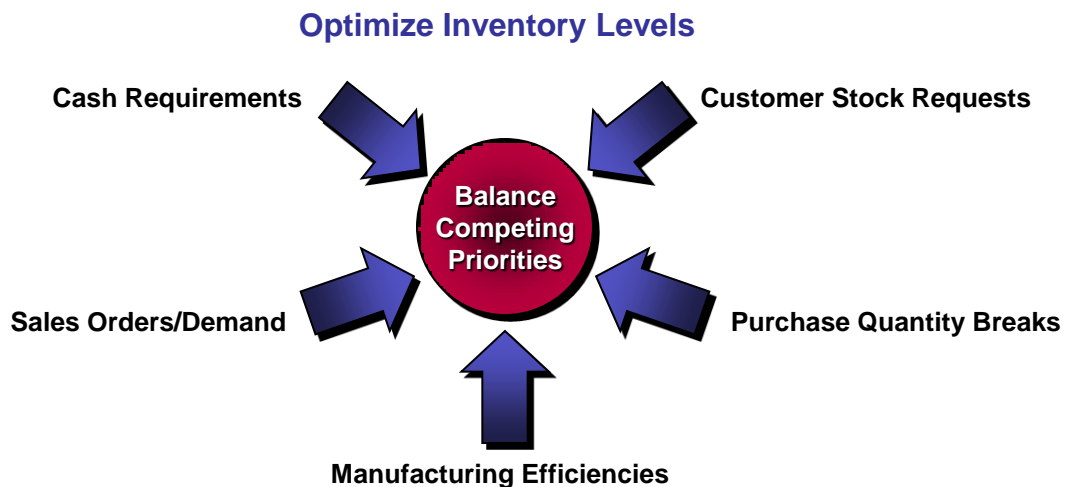 Optimize Inventory Levels
Cash Requirements
Customer Stock Requests
Balance
Competing
Priorities
Sales Orders/Demand
Purchase Quantity Breaks
Manufacturing Efficiencies